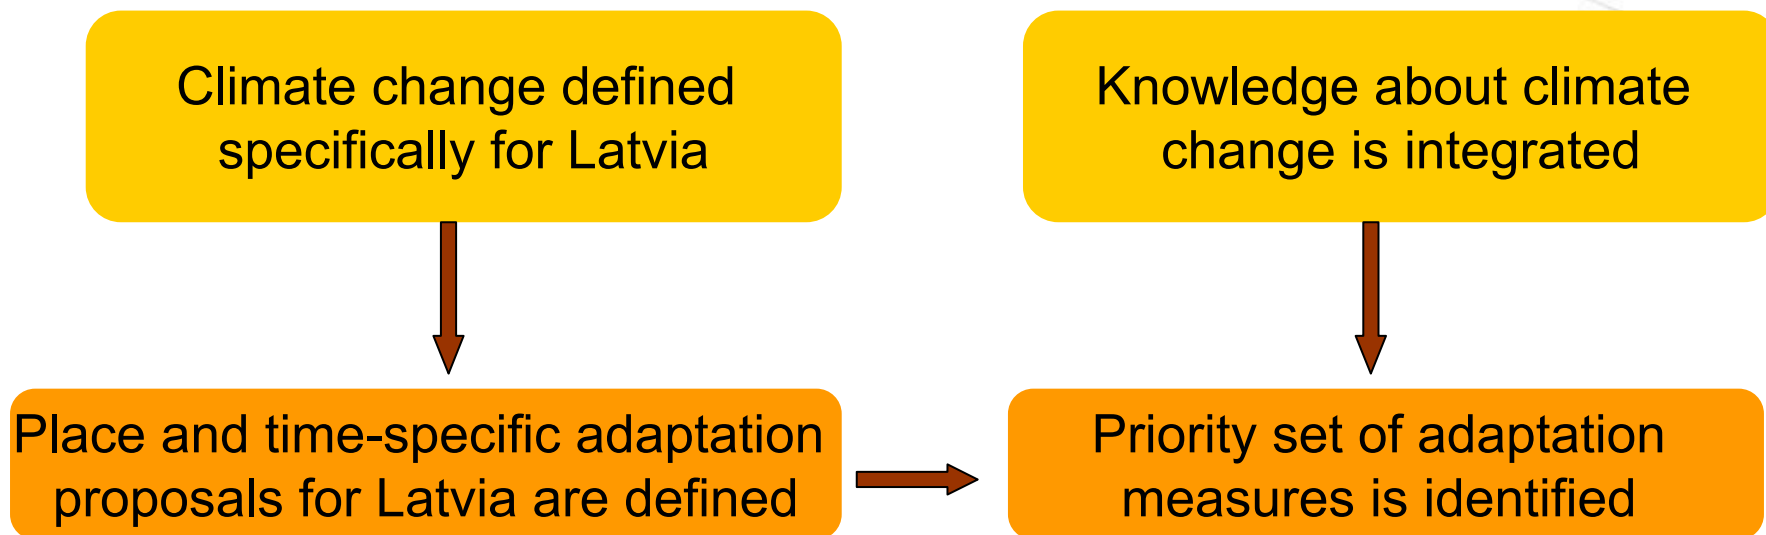 Climate change defined
specifically for Latvia
Knowledge about climate
change is integrated
Place and time-specific adaptation
proposals for Latvia are defined
Priority set of adaptation
measures is identified